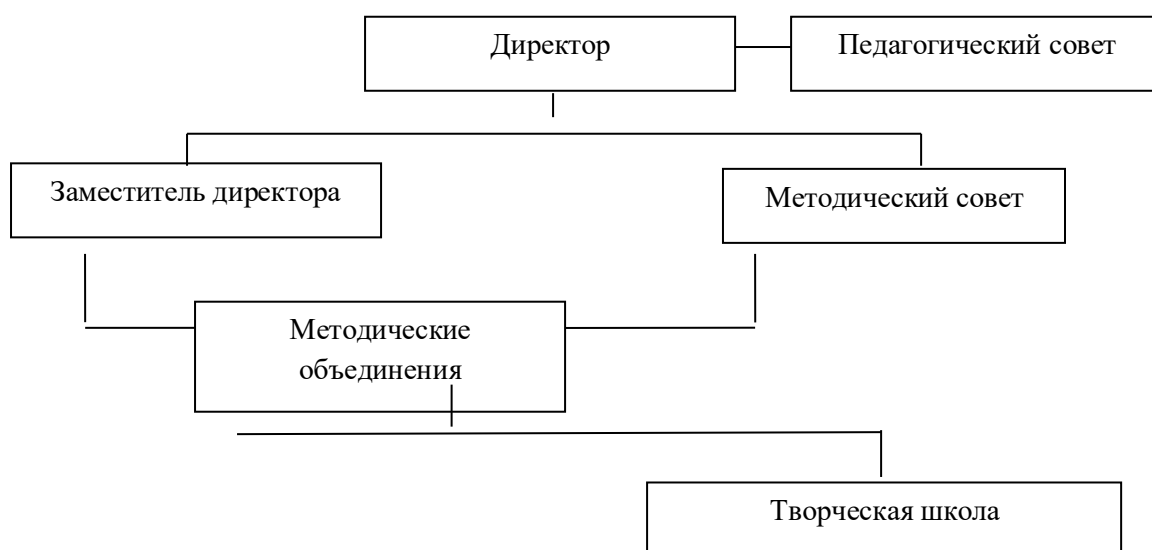 Директор
Педагогический совет
Заместитель директора
Методический совет
Методические
объединения
Творческая школа